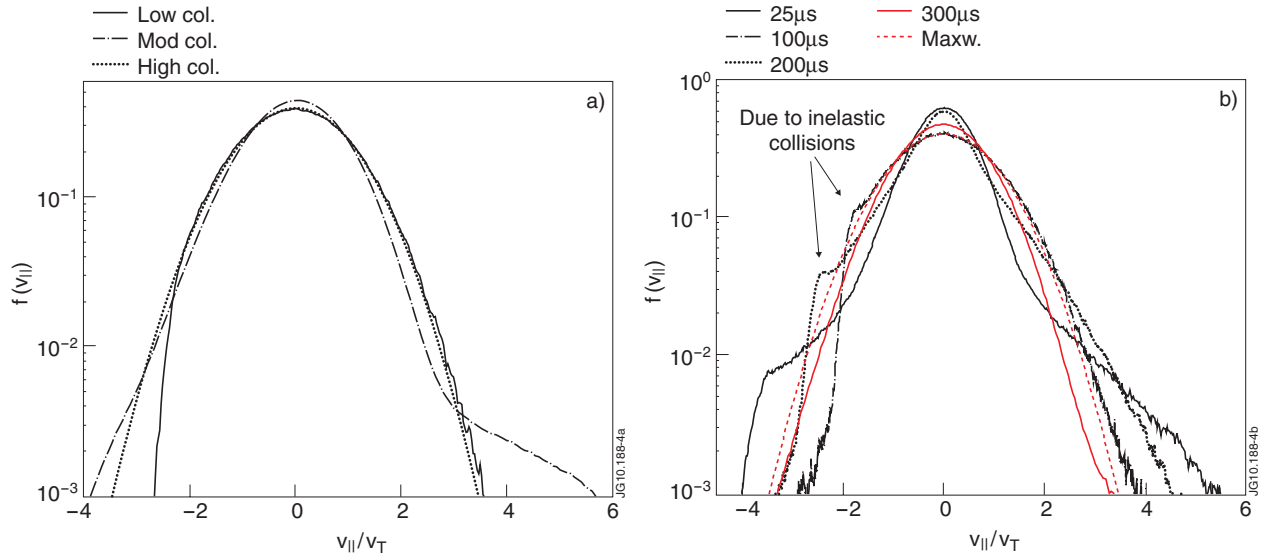 Low col.
Mod col.
High col.
a)
10⁻¹
10⁻²
10⁻³
f (v||)
−4 −2 0 2 4 6
v||/vT
JG10.188-4a
25μs
100μs
200μs
300μs
Maxw.
b)
Due to inelastic
collisions
10⁰
10⁻¹
10⁻²
10⁻³
f (v||)
−4 −2 0 2 4 6
v||/vT
JG10.188-4b